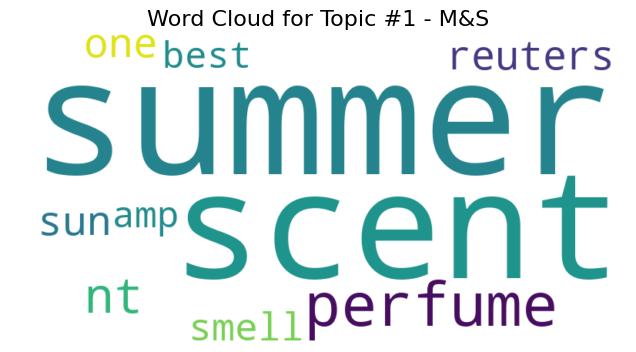 Word Cloud for Topic #1 - M&S
one best reuters
summer
sun amp scent
nt smell perfume